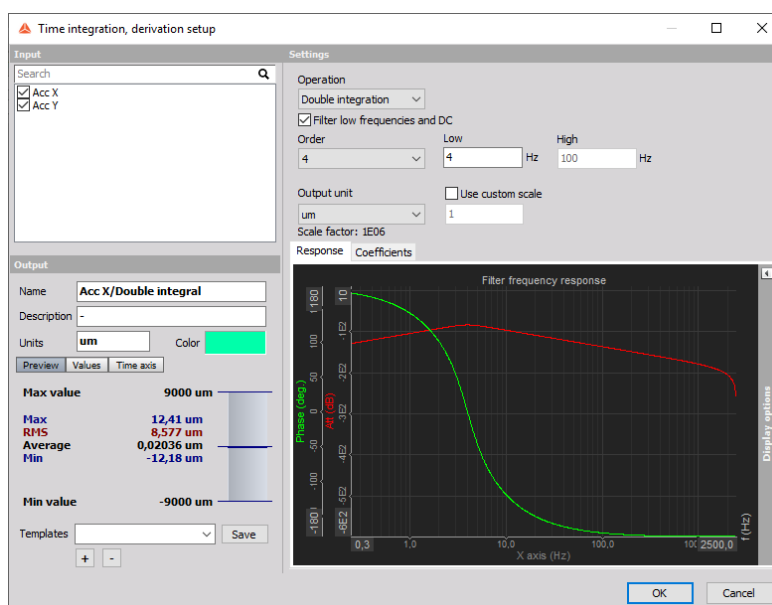 Time integration, derivation setup
Input
Search
Acc X
Acc Y
Output
Name Acc X/Double integral
Description -
Units um Color
Preview Values Time axis
Max value 9000 um
Max 12,41 um
RMS 8,577 um
Average 0,02036 um
Min -12,18 um
Min value -9000 um
Templates Save
+ -
Settings
Operation
Double integration
Filter low frequencies and DC
Order Low High
4 4 Hz 100 Hz
Output unit Use custom scale
um 1
Scale factor: 1E06
Response Coefficients
Filter frequency response
Phase (deg.)
180
100
50
0
-50
-100
-180
Att (dB)
10
-1E2
-2E2
-3E2
-4E2
-5E2
-6E2
0,3 1,0 10,0 100,0 2500,0
X axis (Hz)
f (Hz)
Display options
OK Cancel